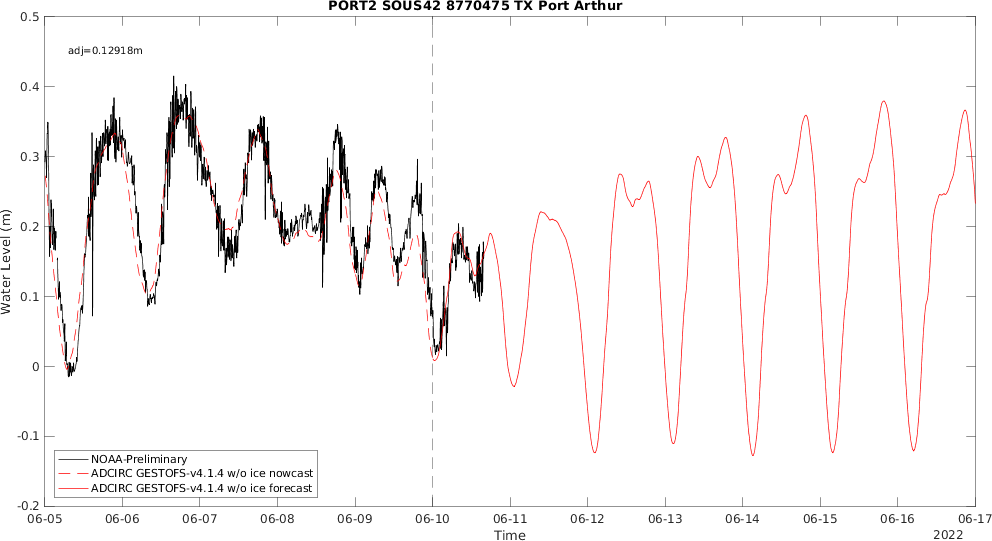 PORT2 SOUS42 8770475 TX Port Arthur
0.5
adj=0.12918m
0.4
0.3
0.2
0.1
0
-0.1
-0.2
Water Level (m)
NOAA-Preliminary
ADCIRC GESTOFS-v4.1.4 w/o ice nowcast
ADCIRC GESTOFS-v4.1.4 w/o ice forecast
06-05 06-06 06-07 06-08 06-09 06-10 06-11 06-12 06-13 06-14 06-15 06-16 06-17
Time
2022